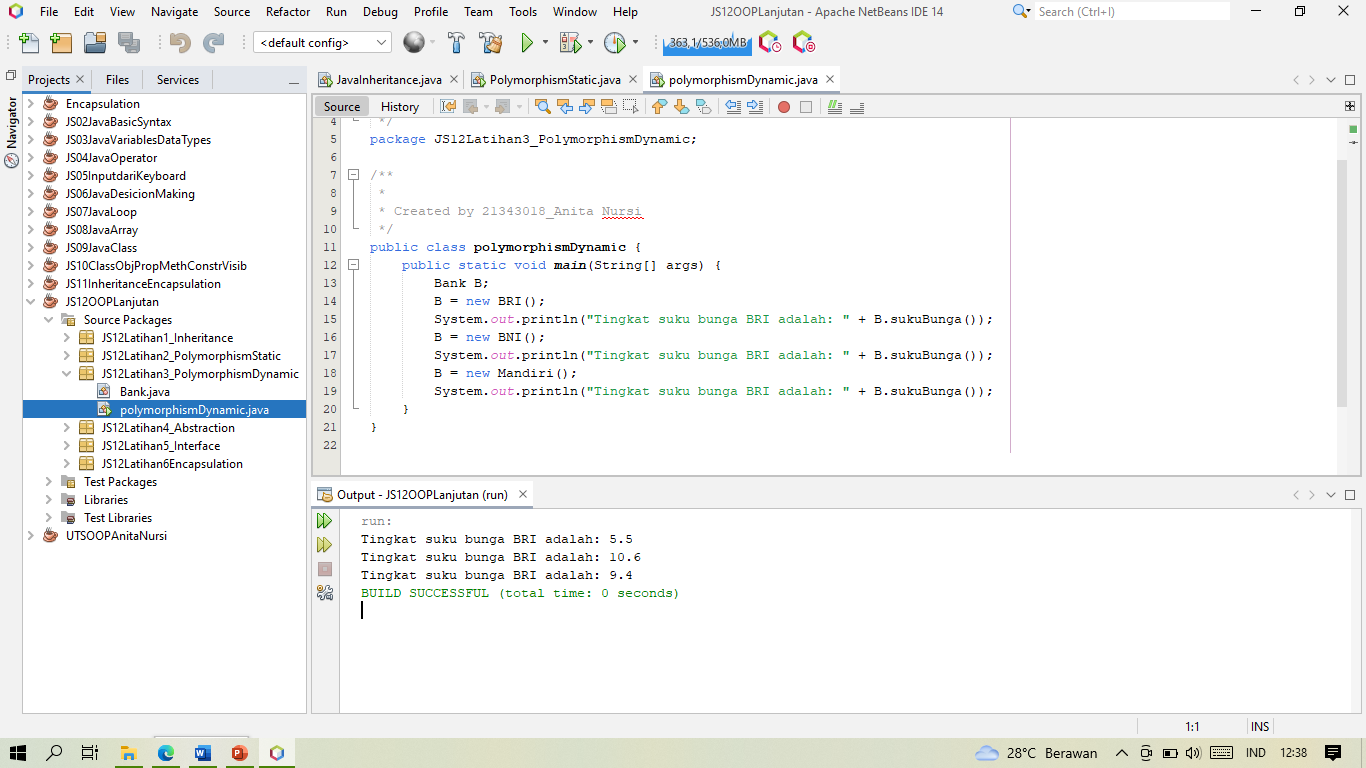 File Edit View Navigate Source Refactor Run Debug Profile Team Tools Window Help
JS12OOPLanjutan - Apache NetBeans IDE 14
Search (Ctrl+I)
<default config>
363,1/536,0MB
Projects
Files
Services
Navigator
Encapsulation
JS02JavaBasicSyntax
JS03JavaVariablesDataTypes
JS04JavaOperator
JS05InputdariKeyboard
JS06JavaDesicionMaking
JS07JavaLoop
JS08JavaArray
JS09JavaClass
JS10ClassObjPropMethConstrVisib
JS11InheritanceEncapsulation
JS12OOPLanjutan
Source Packages
JS12Latihan1_Inheritance
JS12Latihan2_PolymorphismStatic
JS12Latihan3_PolymorphismDynamic
Bank.java
polymorphismDynamic.java
JS12Latihan4_Abstraction
JS12Latihan5_Interface
JS12Latihan6Encapsulation
Test Packages
Libraries
Test Libraries
UTSOOPAnitaNursi
JavaInheritance.java
PolymorphismStatic.java
polymorphismDynamic.java
Source
History
4 */
5 package JS12Latihan3_PolymorphismDynamic;
6
7 /**
8 *
9 * Created by 21343018_Anita Nursi
10 */
11 public class polymorphismDynamic {
12 public static void main(String[] args) {
13 Bank B;
14 B = new BRI();
15 System.out.println("Tingkat suku bunga BRI adalah: " + B.sukuBunga());
16 B = new BNI();
17 System.out.println("Tingkat suku bunga BRI adalah: " + B.sukuBunga());
18 B = new Mandiri();
19 System.out.println("Tingkat suku bunga BRI adalah: " + B.sukuBunga());
20 }
21 }
22
Output - JS12OOPLanjutan (run)
run:
Tingkat suku bunga BRI adalah: 5.5
Tingkat suku bunga BRI adalah: 10.6
Tingkat suku bunga BRI adalah: 9.4
BUILD SUCCESSFUL (total time: 0 seconds)
1:1
INS
28°C Berawan
IND
12:38